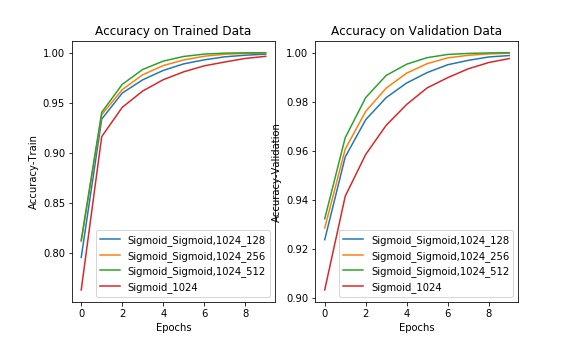 Accuracy on Trained Data
Accuracy-Train
1.00
0.95
0.90
0.85
0.80
Sigmoid_Sigmoid,1024_128
Sigmoid_Sigmoid,1024_256
Sigmoid_Sigmoid,1024_512
Sigmoid_1024
0 2 4 6 8
Epochs
Accuracy on Validation Data
Accuracy-Validation
1.00
0.98
0.96
0.94
0.92
0.90
Sigmoid_Sigmoid,1024_128
Sigmoid_Sigmoid,1024_256
Sigmoid_Sigmoid,1024_512
Sigmoid_1024
0 2 4 6 8
Epochs